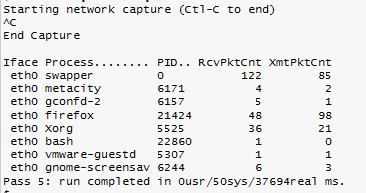 Starting network capture (Ctl-C to end)
^C
End Capture
Iface Process........ PID.. RcvPktCnt XmtPktCnt
eth0 swapper 0 122 85
eth0 metacity 6171 4 2
eth0 gconfd-2 6157 5 1
eth0 firefox 21424 48 98
eth0 Xorg 5525 36 21
eth0 bash 22860 1 0
eth0 vmware-guestd 5307 1 1
eth0 gnome-screensav 6244 6 3
Pass 5: run completed in 0usr/50sys/37694real ms.